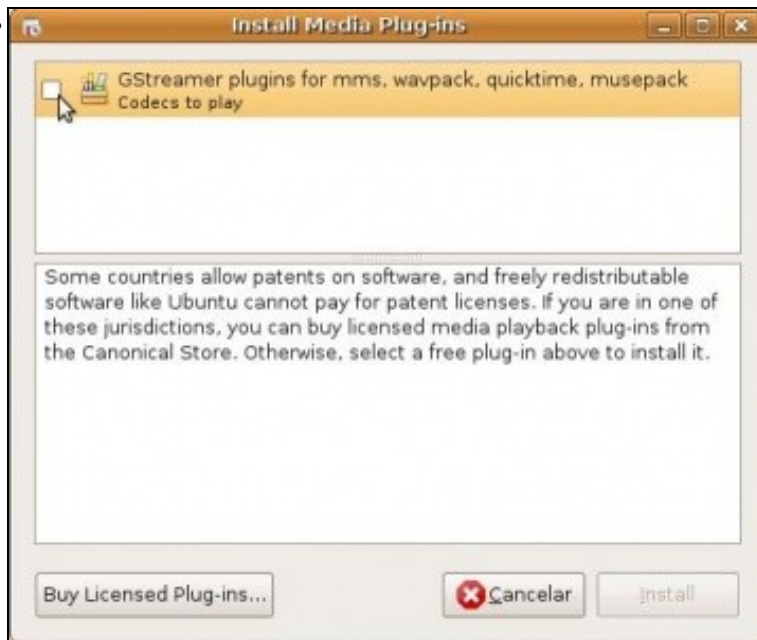 Install Media Plug-ins
GStreamer plugins for mms, wavpack, quicktime, musepack
Codecs to play
Some countries allow patents on software, and freely redistributable
software like Ubuntu cannot pay for patent licenses. If you are in one of
these jurisdictions, you can buy licensed media playback plug-ins from
the Canonical Store. Otherwise, select a free plug-in above to install it.
Buy Licensed Plug-ins...
Cancelar
Install